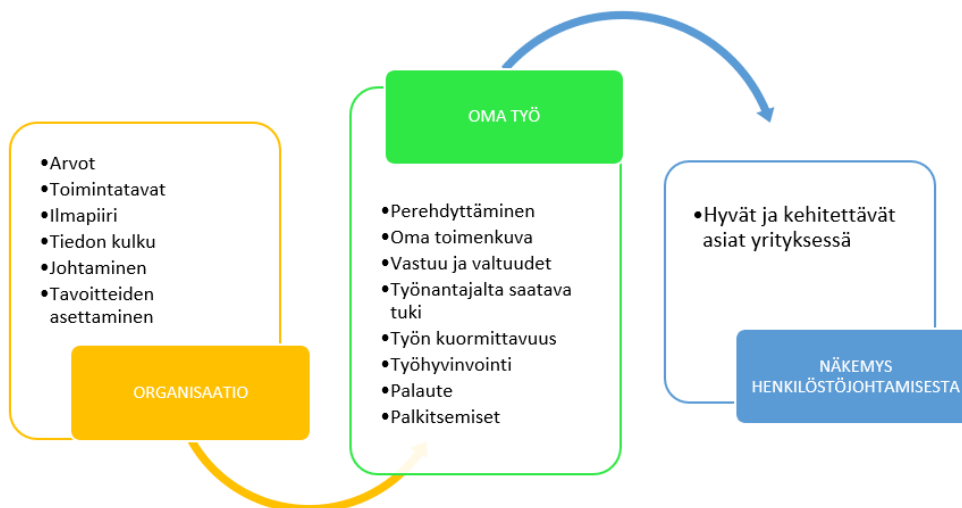 •Arvot
•Toimintatavat
•Ilmapiiri
•Tiedon kulku
•Johtaminen
•Tavoitteiden
asettaminen
ORGANISAATIO
OMA TYÖ
•Perehdyttäminen
•Oma toimenkuva
•Vastuu ja valtuudet
•Työnantajalta saatava
tuki
•Työn kuormittavuus
•Työhyvinvointi
•Palaute
•Palkitsemiset
•Hyvät ja kehitettävät
asiat yrityksessä
NÄKEMYS
HENKILÖSTÖJOHTAMISESTA